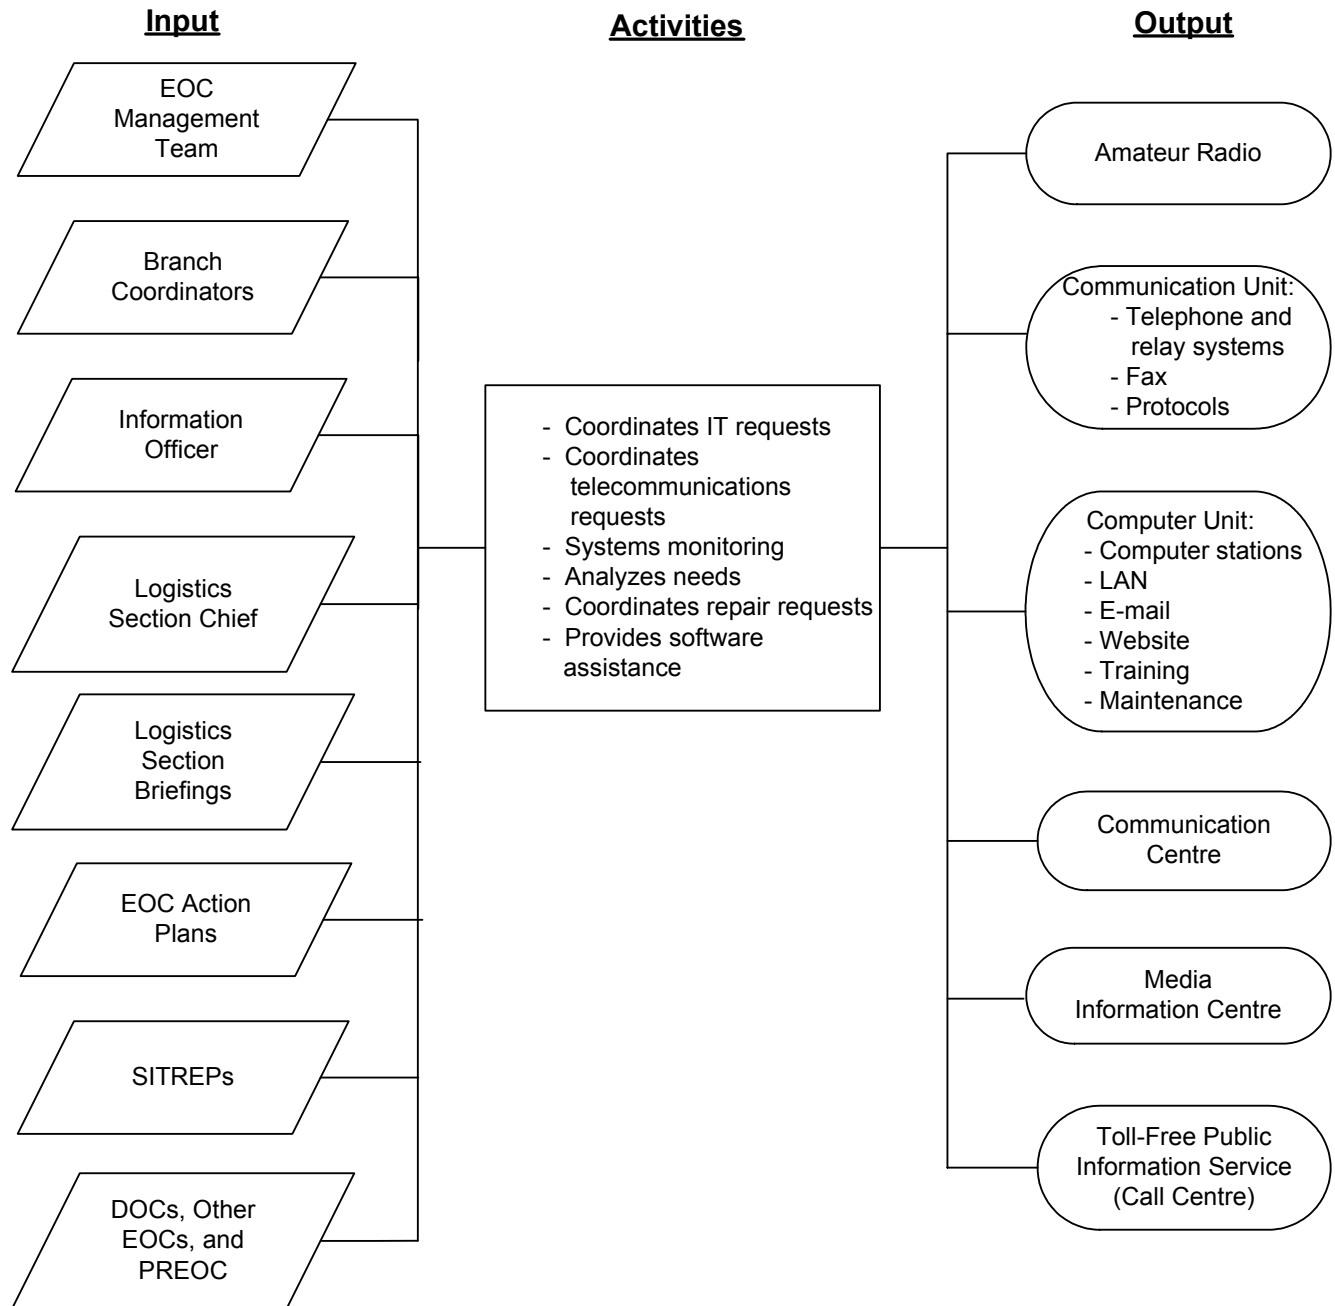 Input
EOC
Management
Team
Branch
Coordinators
Information
Officer
Logistics
Section Chief
Logistics
Section
Briefings
EOC Action
Plans
SITREPs
DOCs, Other
EOCs, and
PREOC
Activities
- Coordinates IT requests
- Coordinates
telecommunications
requests
- Systems monitoring
- Analyzes needs
- Coordinates repair requests
- Provides software
assistance
Output
Amateur Radio
Communication Unit:
- Telephone and
relay systems
- Fax
- Protocols
Computer Unit:
- Computer stations
- LAN
- E-mail
- Website
- Training
- Maintenance
Communication
Centre
Media
Information Centre
Toll-Free Public
Information Service
(Call Centre)